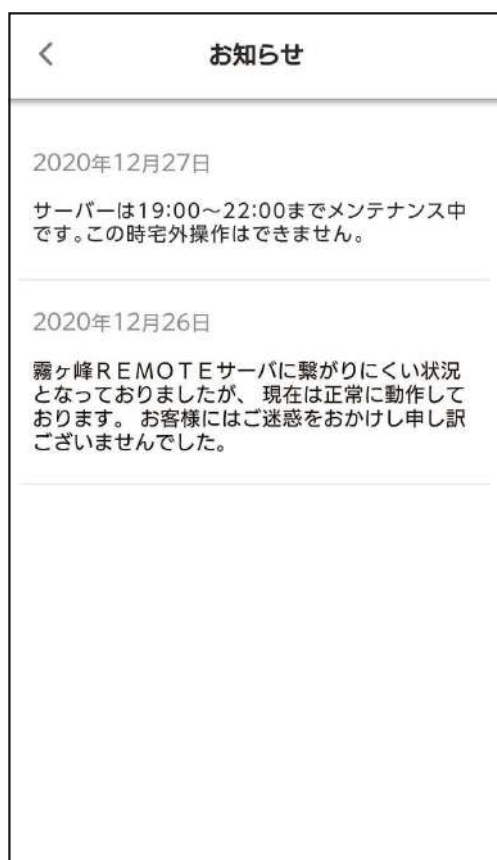 お知らせ
2020年12月27日
サーバーは19:00～22:00までメンテナンス中
です。この時宅外操作はできません。
2020年12月26日
霧ヶ峰ＲＥＭＯＴＥサーバに繋がりにくい状況
となっておりましたが、 現在は正常に動作して
おります。 お客様にはご迷惑をおかけし申し訳
ございませんでした。